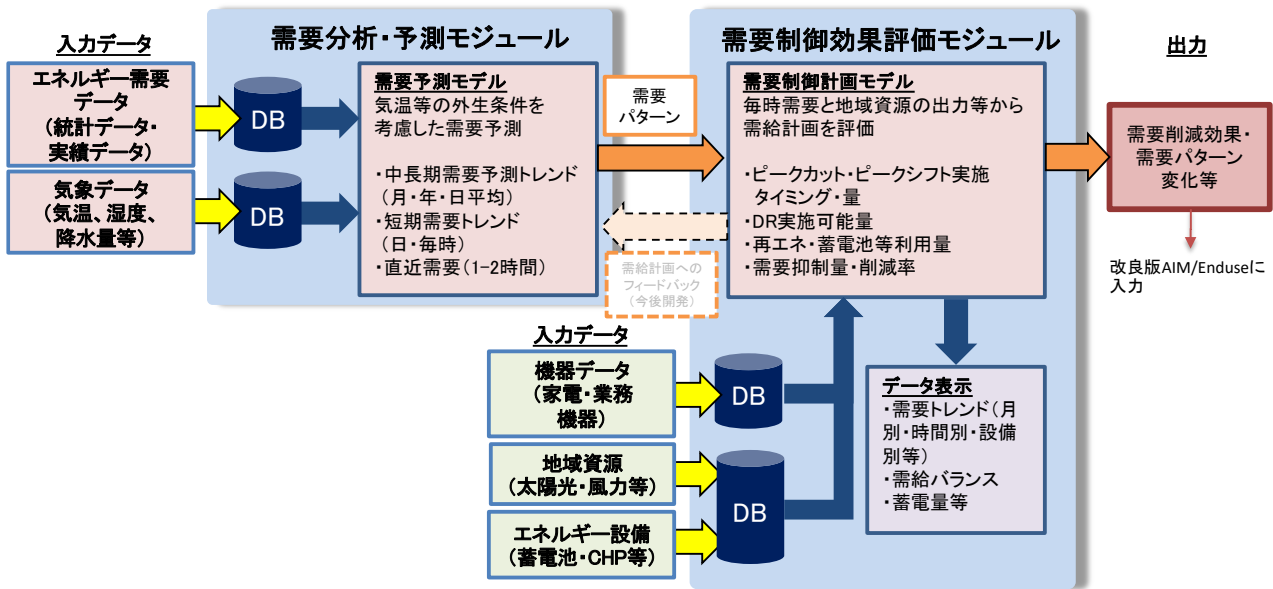 入力データ
エネルギー需要
データ
(統計データ・
実績データ)
気象データ
(気温、湿度、
降水量等)
需要分析・予測モジュール
DB
DB
需要予測モデル
気温等の外生条件を
考慮した需要予測
・中長期需要予測トレンド
(月・年・日平均)
・短期需要トレンド
(日・毎時)
・直近需要(1-2時間)
需要
パターン
需給計画への
フィードバック
(今後開発)
需要制御効果評価モジュール
需要制御計画モデル
毎時需要と地域資源の出力等から
需給計画を評価
・ピークカット・ピークシフト実施
タイミング・量
・DR実施可能量
・再エネ・蓄電池等利用量
・需要抑制量・削減率
出力
需要削減効果・
需要パターン
変化等
改良版AIM/Enduseに
入力
入力データ
機器データ
(家電・業務
機器)
地域資源
(太陽光・風力等)
エネルギー設備
(蓄電池・CHP等)
DB
DB
データ表示
・需要トレンド(月
別・時間別・設備
別等)
・需給バランス
・蓄電量等